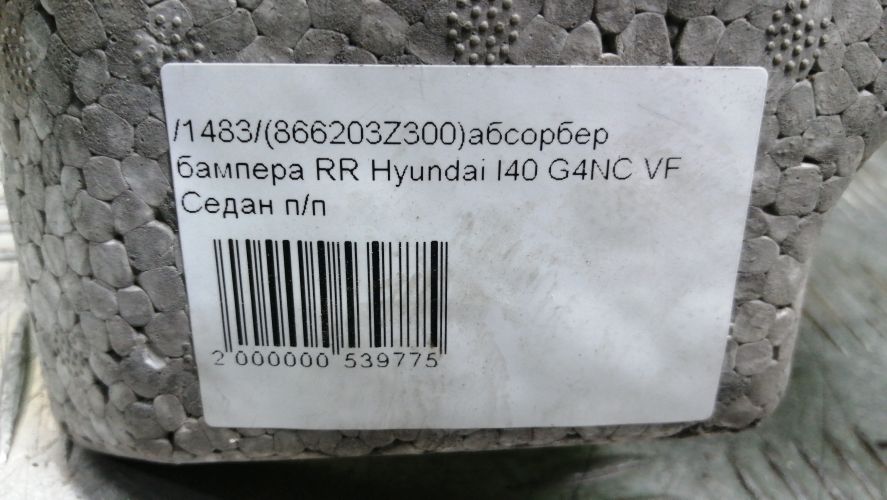 /1483/(866203Z300)абсорбер
бампера RR Hyundai I40 G4NC VF
Седан п/п
2 000000 539775